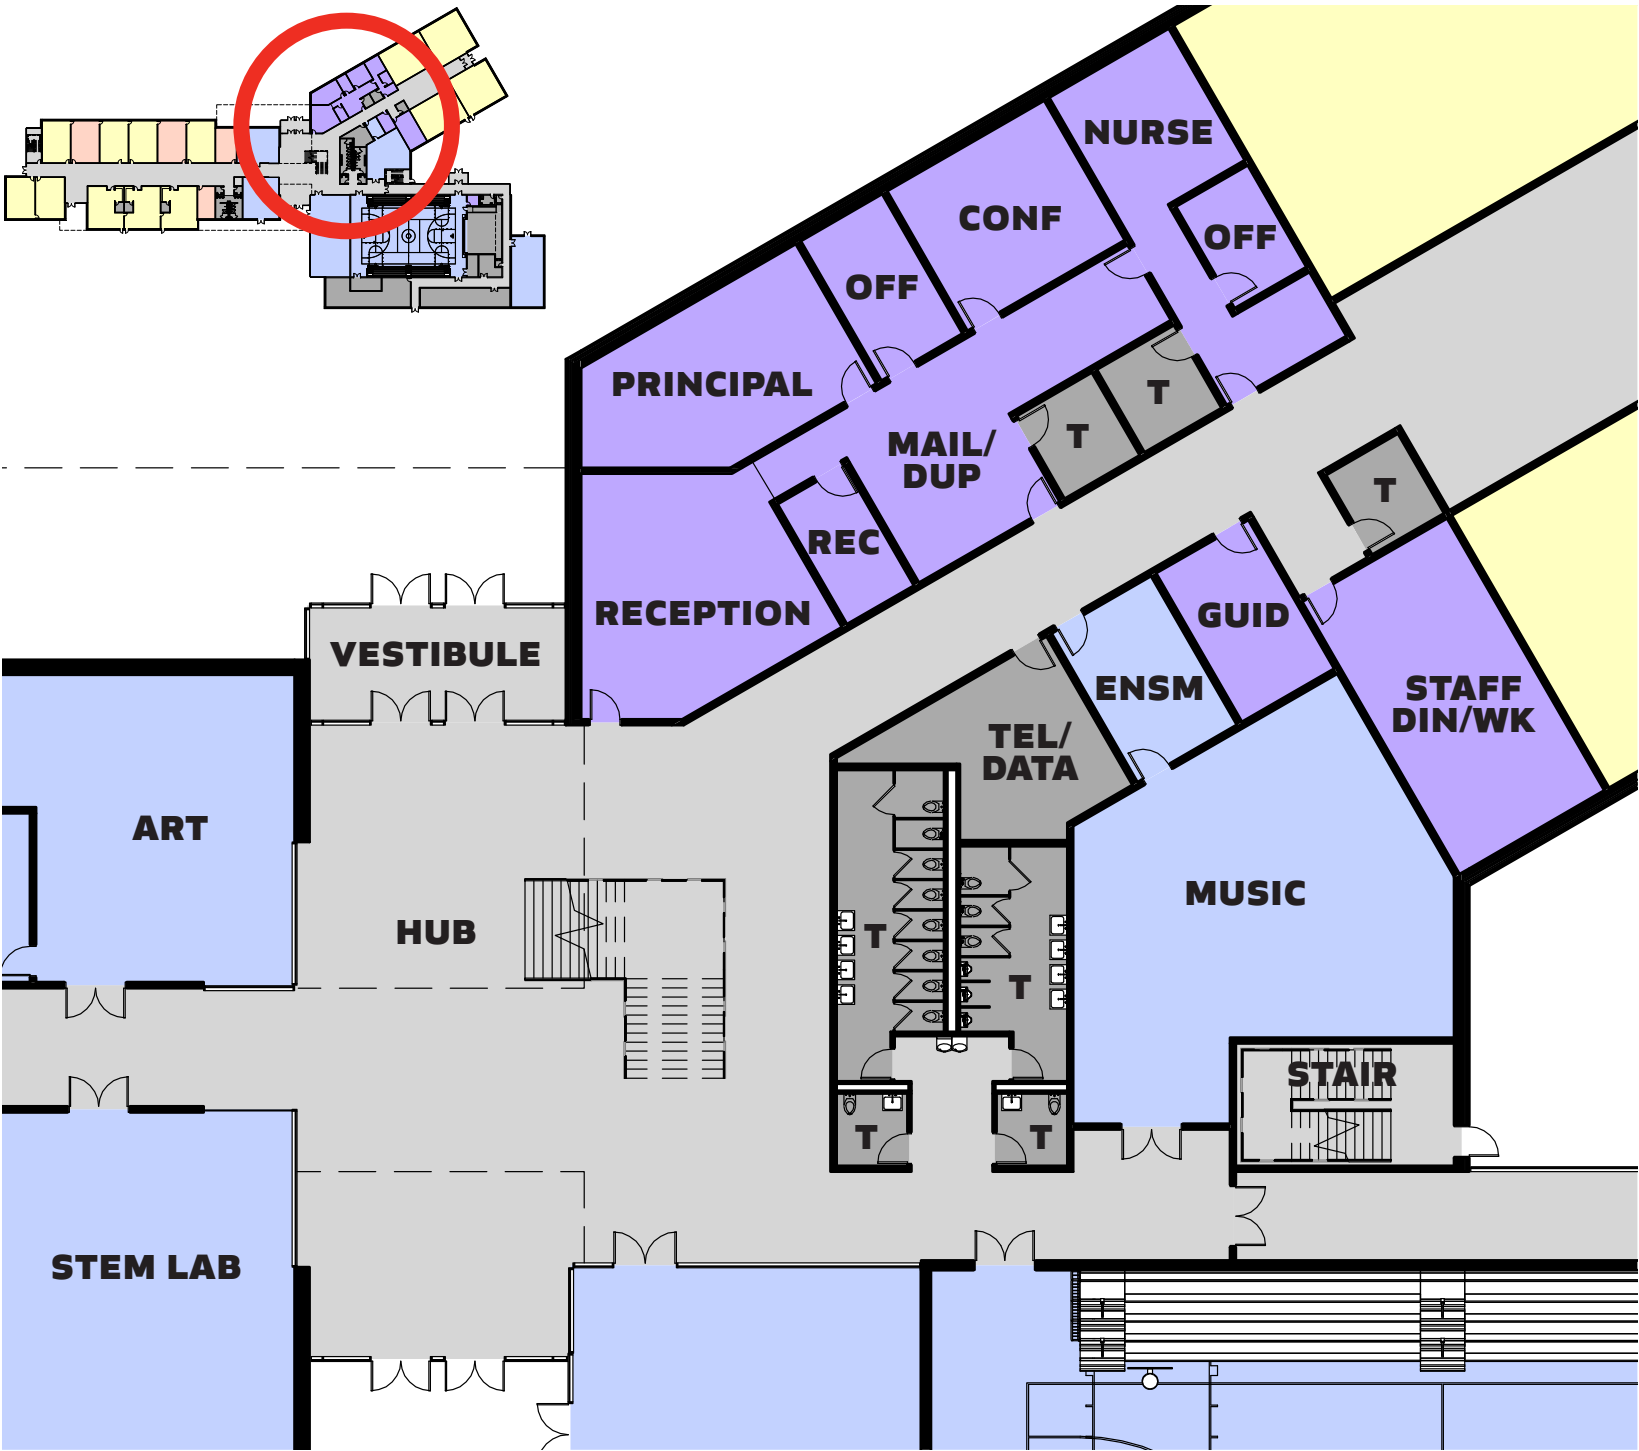 NURSE
CONF
OFF
OFF
PRINCIPAL
T
T
MAIL/
DUP
T
REC
RECEPTION
GUID
VESTIBULE
ENSM
STAFF
DIN/WK
TEL/
DATA
ART
MUSIC
HUB
T
T
STAIR
T
T
STEM LAB